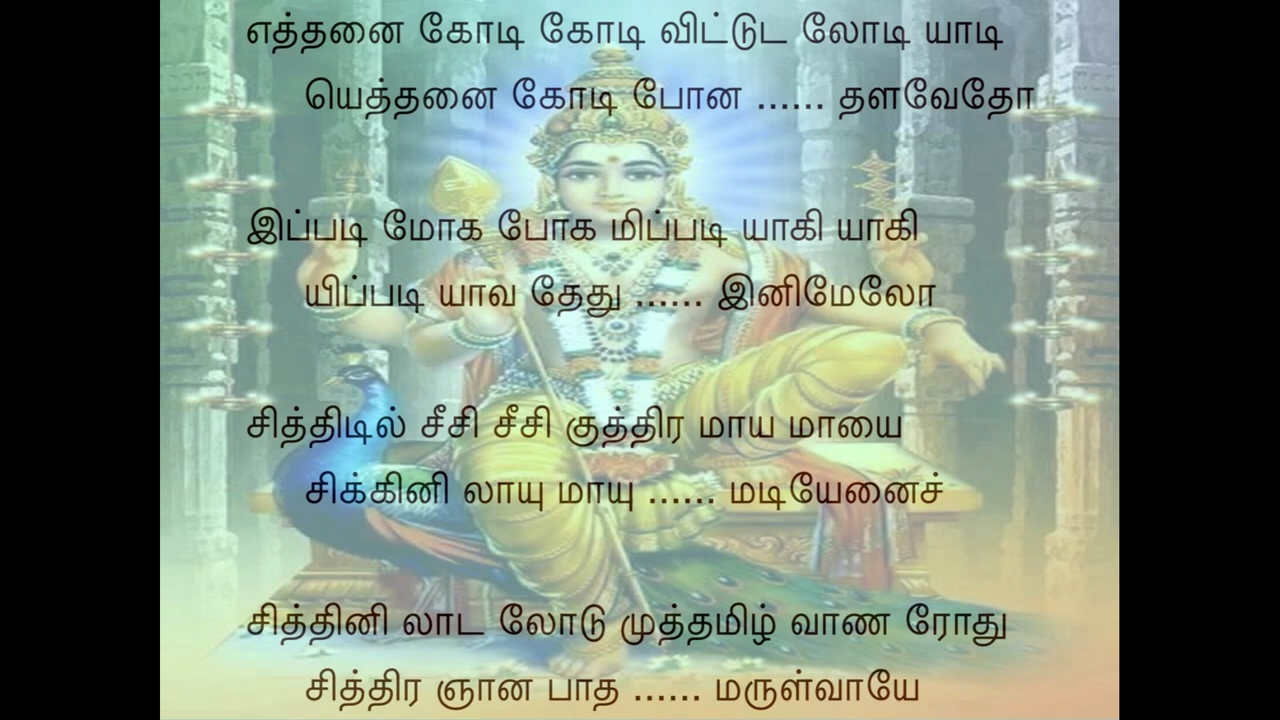 எத்தனை கோடி கோடி விட்டுட லோடி யாடி
யெத்தனை கோடி போன ...... தளவேதோ
இப்படி மோக போக மிப்படி யாகி யாகி
யிப்படி யாவ தேது ...... இனிமேலோ
சித்திடில் சீசி சீசி குத்திர மாய மாயை
சிக்கினி லாயு மாயு ...... மடியேனைச்
சித்தினி லாட லோடு முத்தமிழ் வாண ரோது
சித்திர ஞான பாத ...... மருள்வாயே